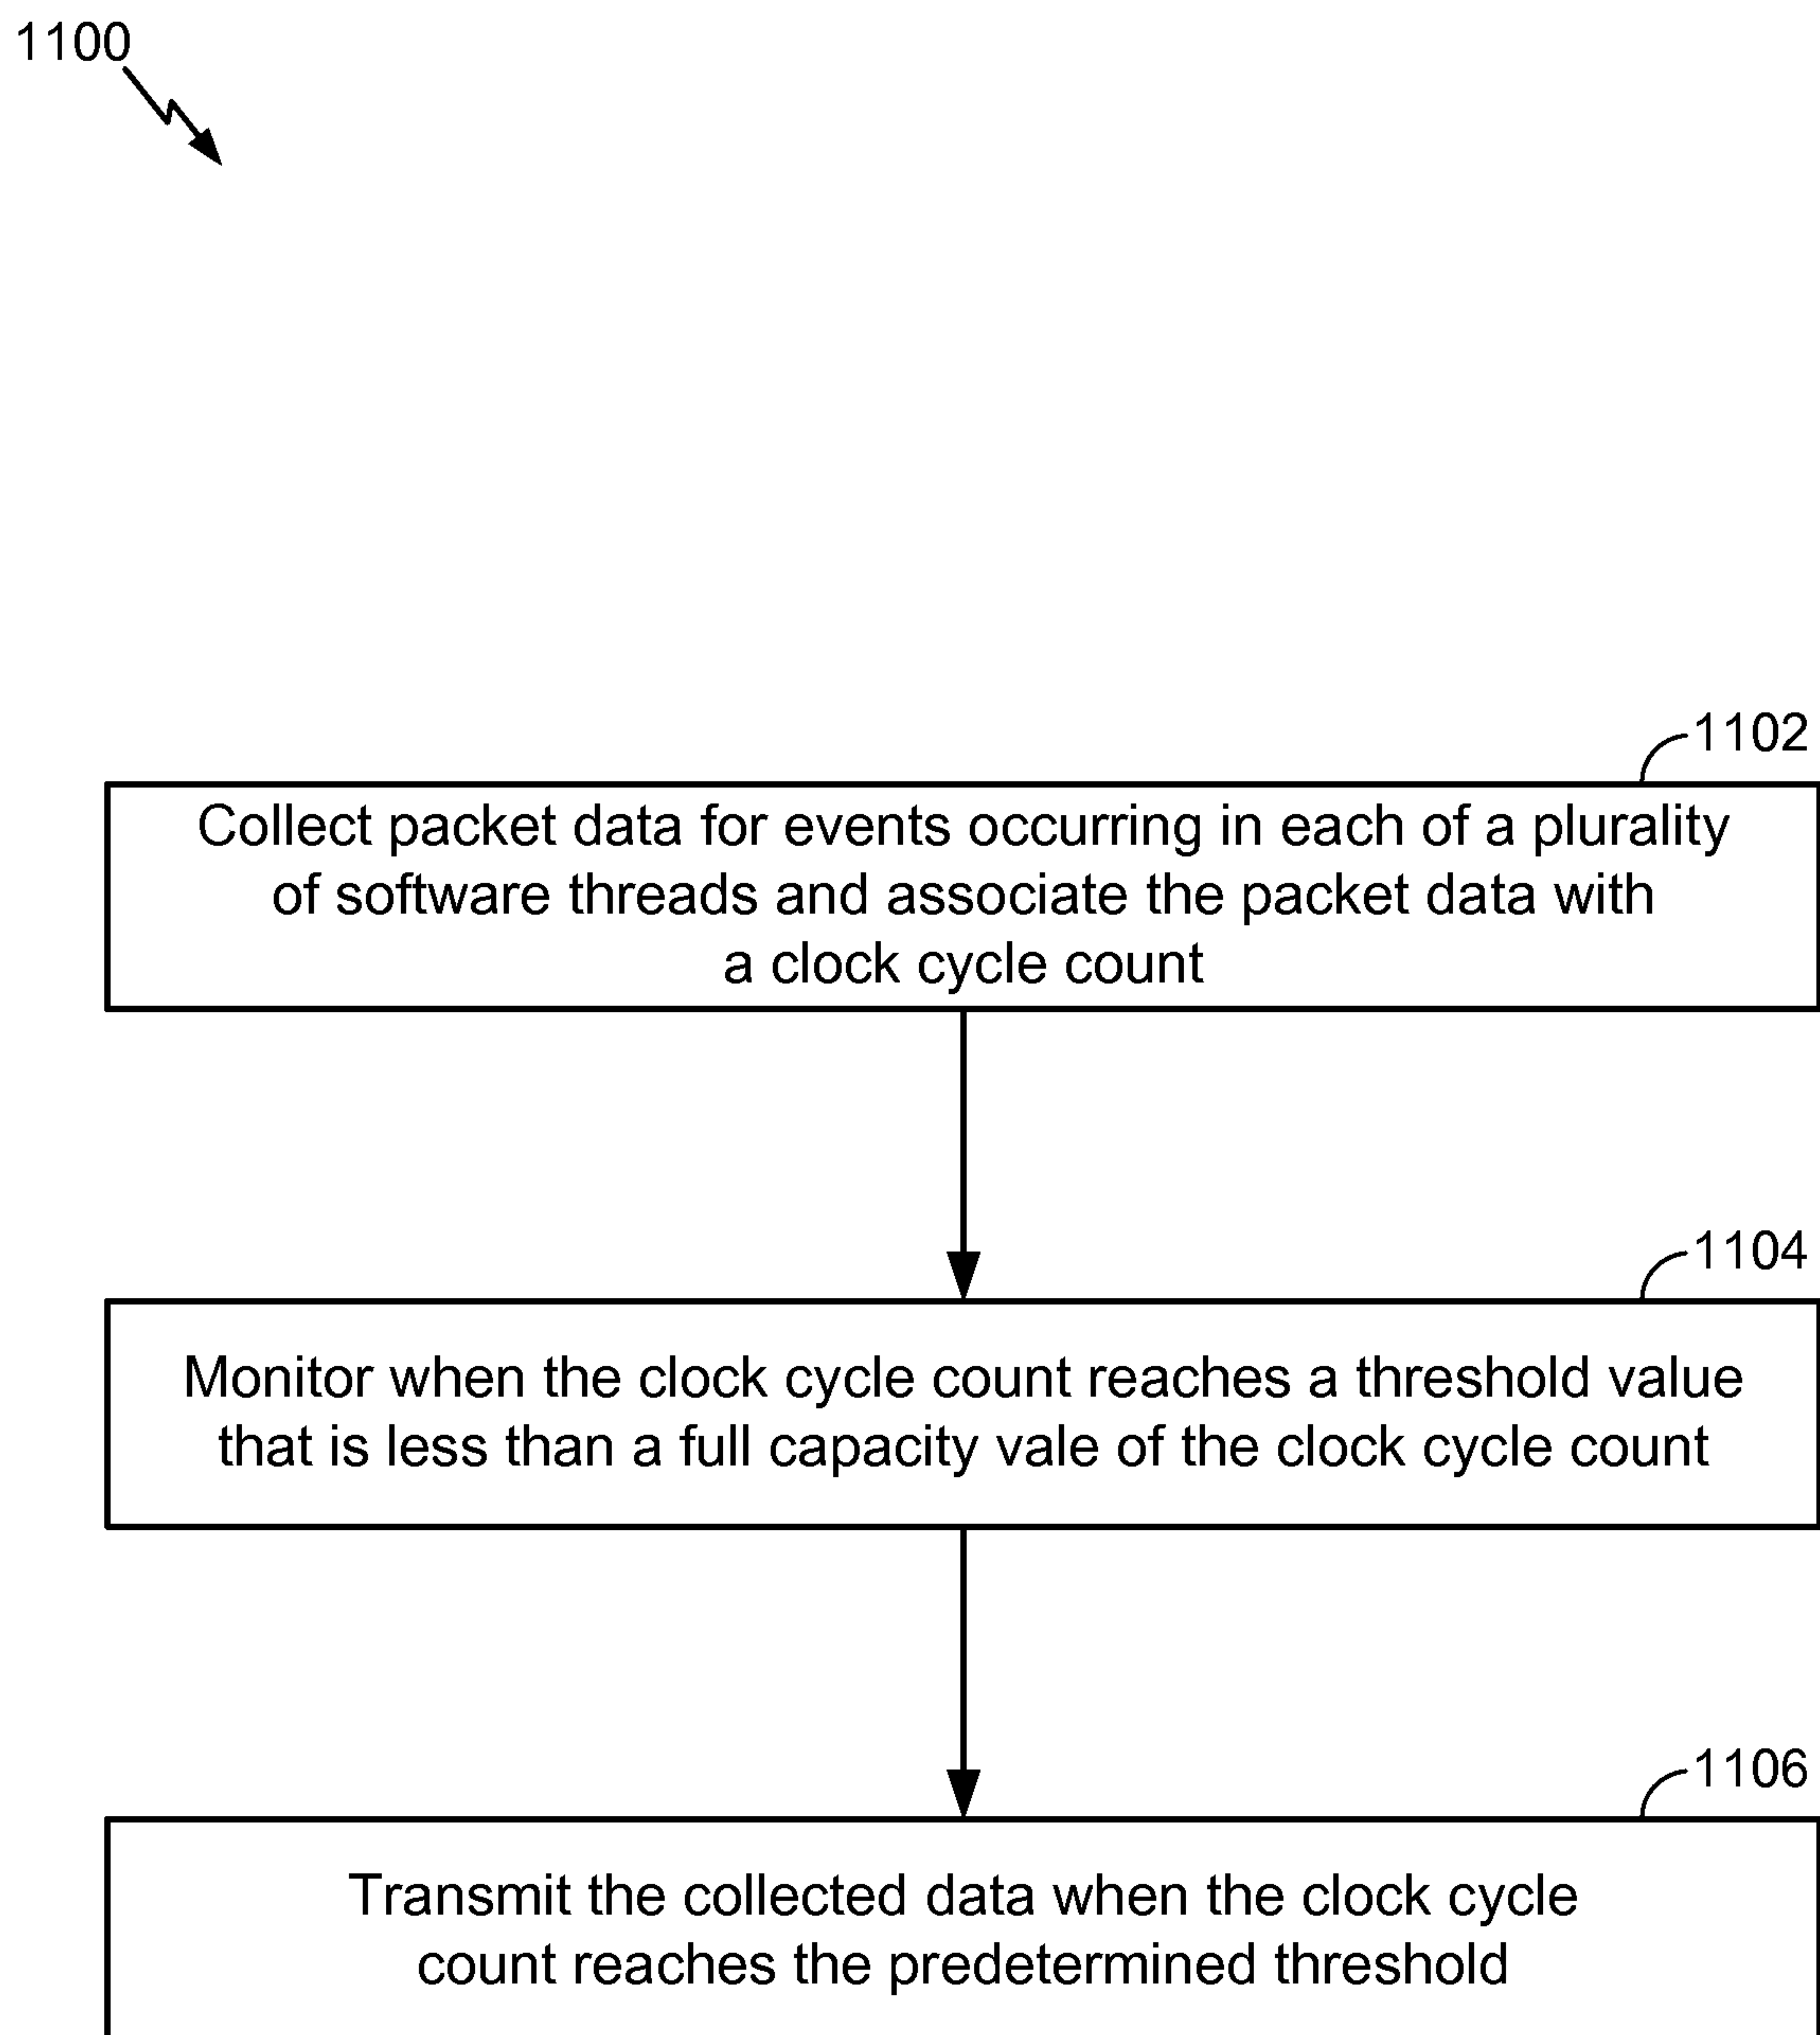 1100
1102
Collect packet data for events occurring in each of a plurality
of software threads and associate the packet data with
a clock cycle count
1104
Monitor when the clock cycle count reaches a threshold value
that is less than a full capacity vale of the clock cycle count
1106
Transmit the collected data when the clock cycle
count reaches the predetermined threshold